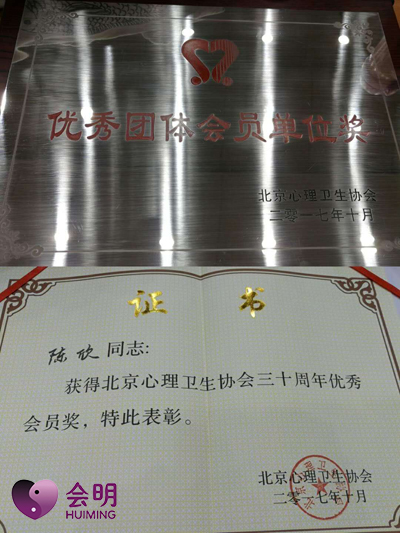 优秀团体会员单位奖
北京心理卫生协会
二零一七年十月
证书
陈欣 同志：
获得北京心理卫生协会三十周年优秀
会员奖，特此表彰。
北京心理卫生协会
二零一七年十月
会明
HUIMING